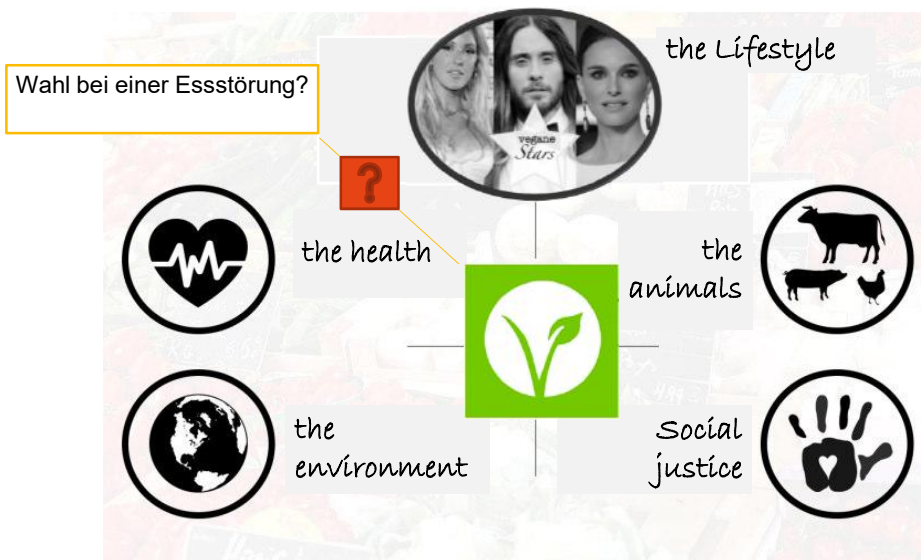 the Lifestyle
Wahl bei einer Essstörung?
vegane
Stars
?
the health
the
animals
the
environment
Social
justice